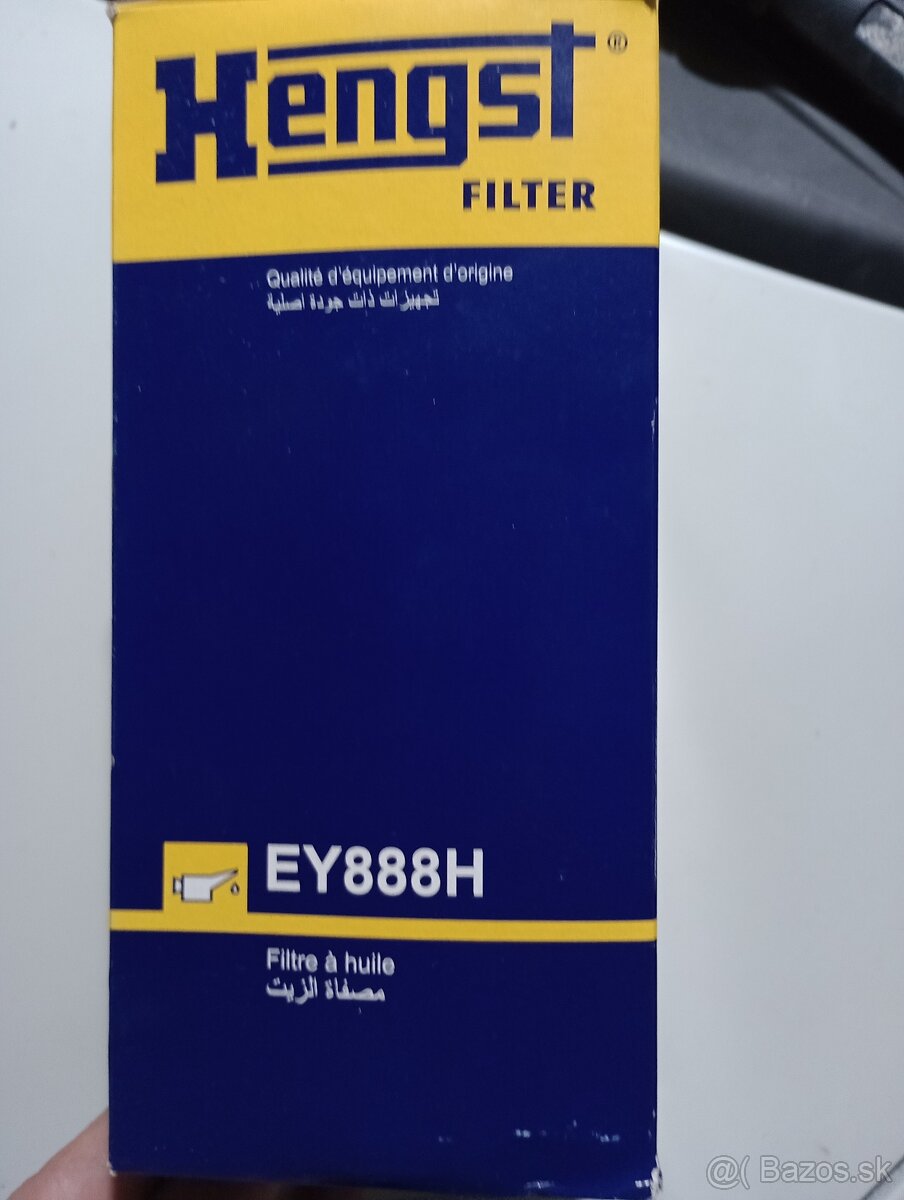 Hengst®
FILTER
Qualité d'équipement d'origine
تجهيزات ذات جودة اصلية
EY888H
Filtre à huile
مصفاة الزيت
@( Bazos.sk